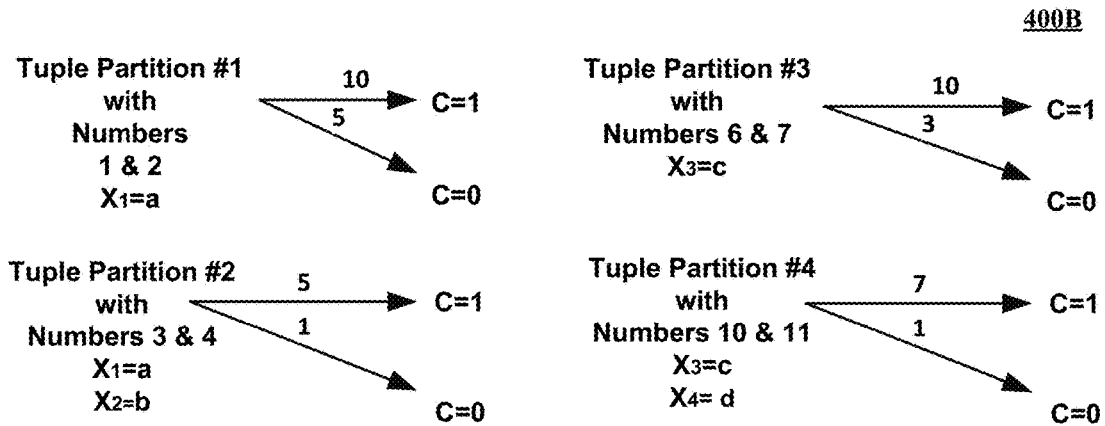 400B
Tuple Partition #1
with
Numbers
1 & 2
X1=a
10
5
C=1
C=0
Tuple Partition #3
with
Numbers 6 & 7
X3=c
10
3
C=1
C=0
Tuple Partition #2
with
Numbers 3 & 4
X1=a
X2=b
5
1
C=1
C=0
Tuple Partition #4
with
Numbers 10 & 11
X3=c
X4= d
7
1
C=1
C=0